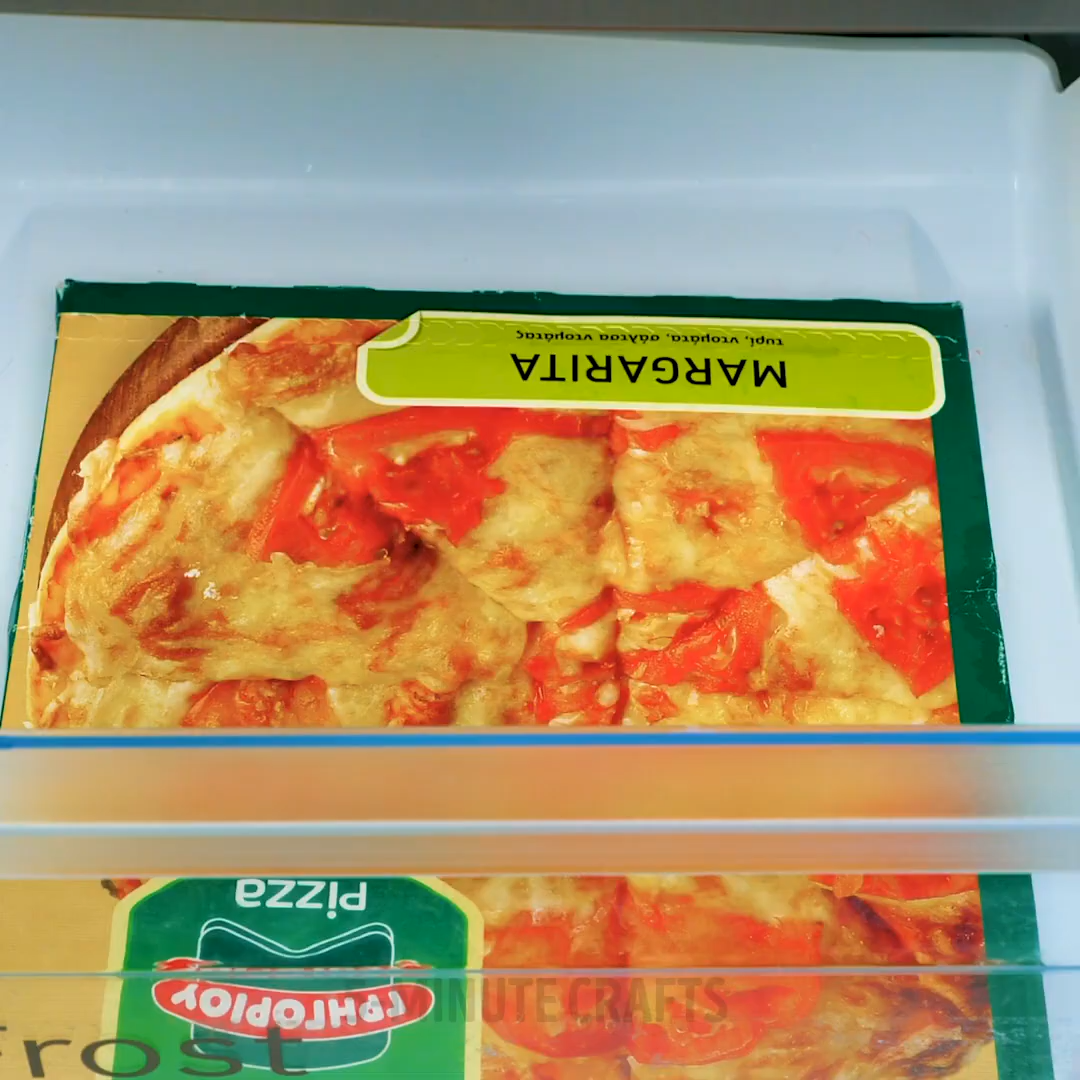 MARGARITA
τυρί, ντομάτα, σάλτσα ντομάτας
pizza
ΓΡΗΓΟΡΙΟΥ
5-MINUTE CRAFTS
Frost